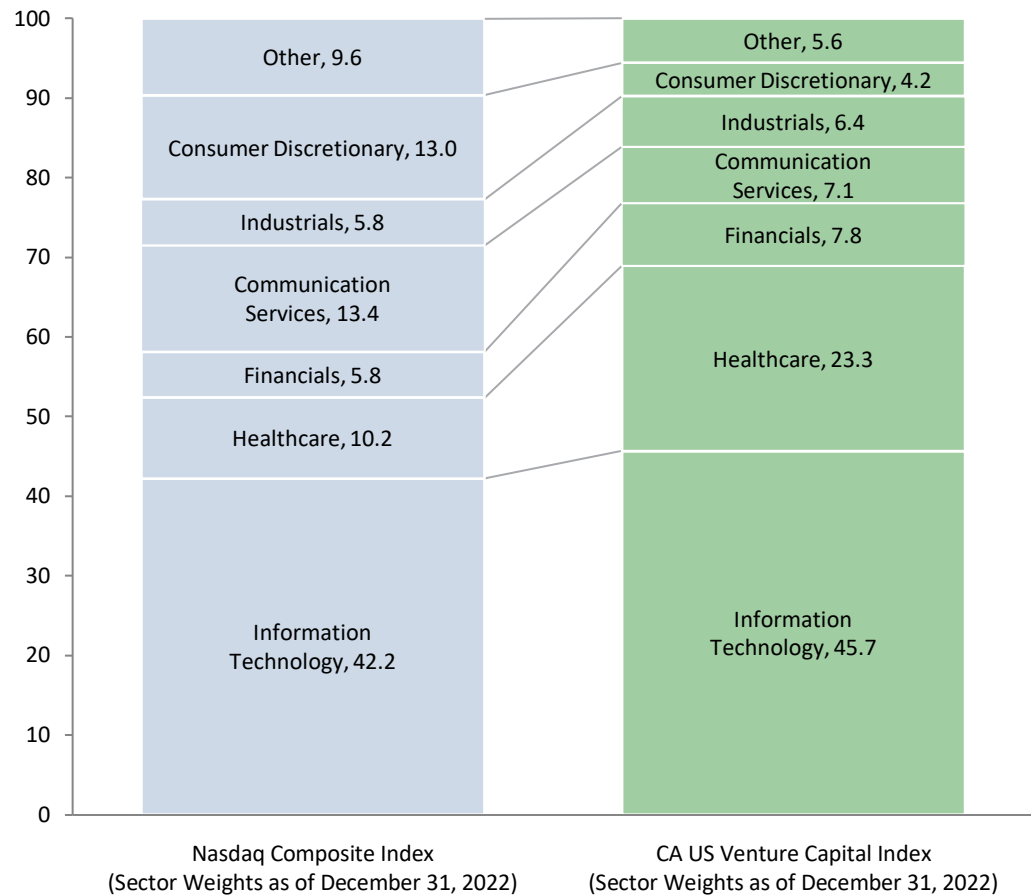 100
90
80
70
60
50
40
30
20
10
0
Other, 9.6
Consumer Discretionary, 13.0
Industrials, 5.8
Communication
Services, 13.4
Financials, 5.8
Healthcare, 10.2
Information
Technology, 42.2
Other, 5.6
Consumer Discretionary, 4.2
Industrials, 6.4
Communication
Services, 7.1
Financials, 7.8
Healthcare, 23.3
Information
Technology, 45.7
Nasdaq Composite Index
(Sector Weights as of December 31, 2022)
CA US Venture Capital Index
(Sector Weights as of December 31, 2022)